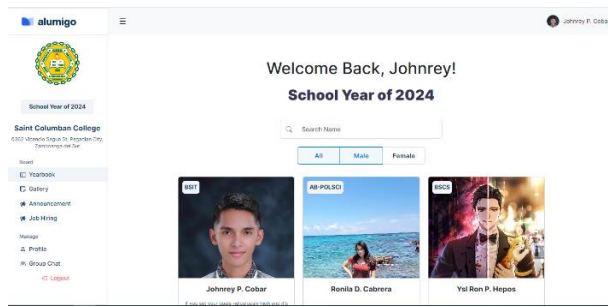 alumigo
☰
Johnrey P. Cobar
School Year of 2024
Saint Columban College
Pagadian City,
Zamboanga del Sur
Board
Yearbook
Gallery
Announcement
Job Hiring
Manage
Profile
Group Chat
Logout
Welcome Back, Johnrey!
School Year of 2024
Search Name
All
Male
Female
BSIT
AB-POLSCI
BSCS
Johnrey P. Cobar
Ronila D. Cabrera
Ysl Ron P. Hepos